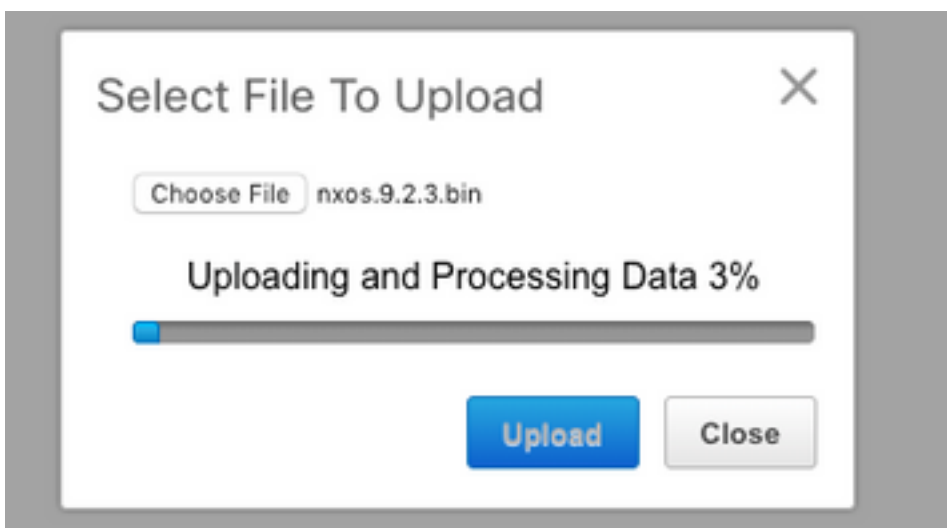 Select File To Upload
Choose File nxos.9.2.3.bin
Uploading and Processing Data 3%
Upload Close